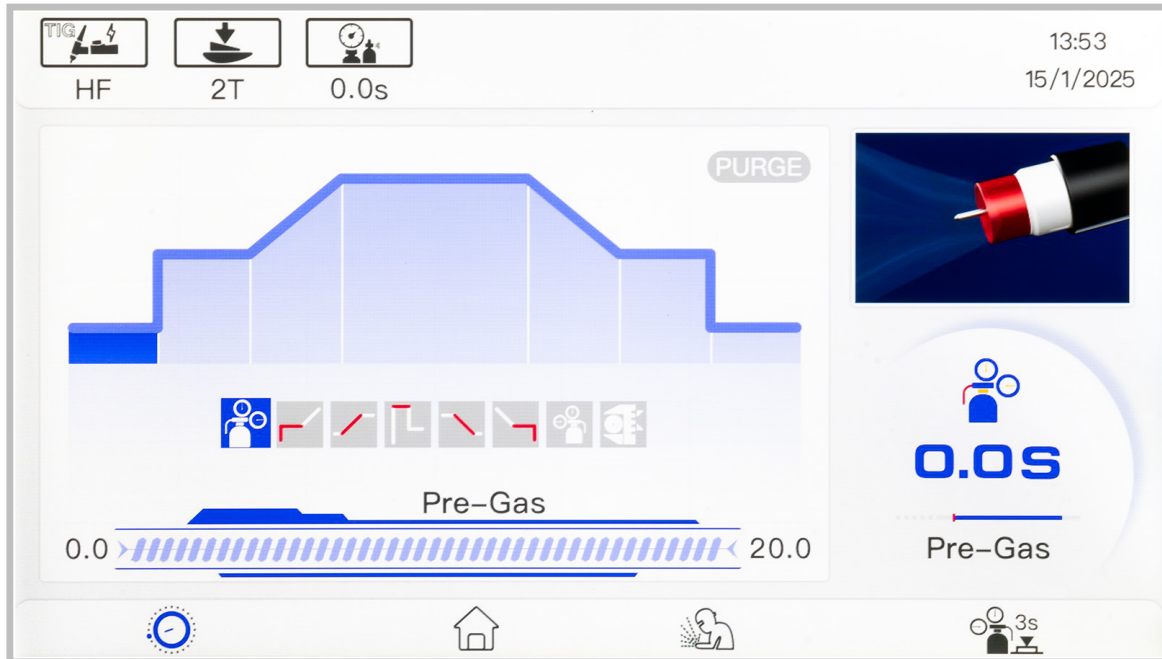 TIG
HF
2T
0.0s
13:53
15/1/2025
PURGE
Pre-Gas
0.0
20.0
0.0s
Pre-Gas
3s